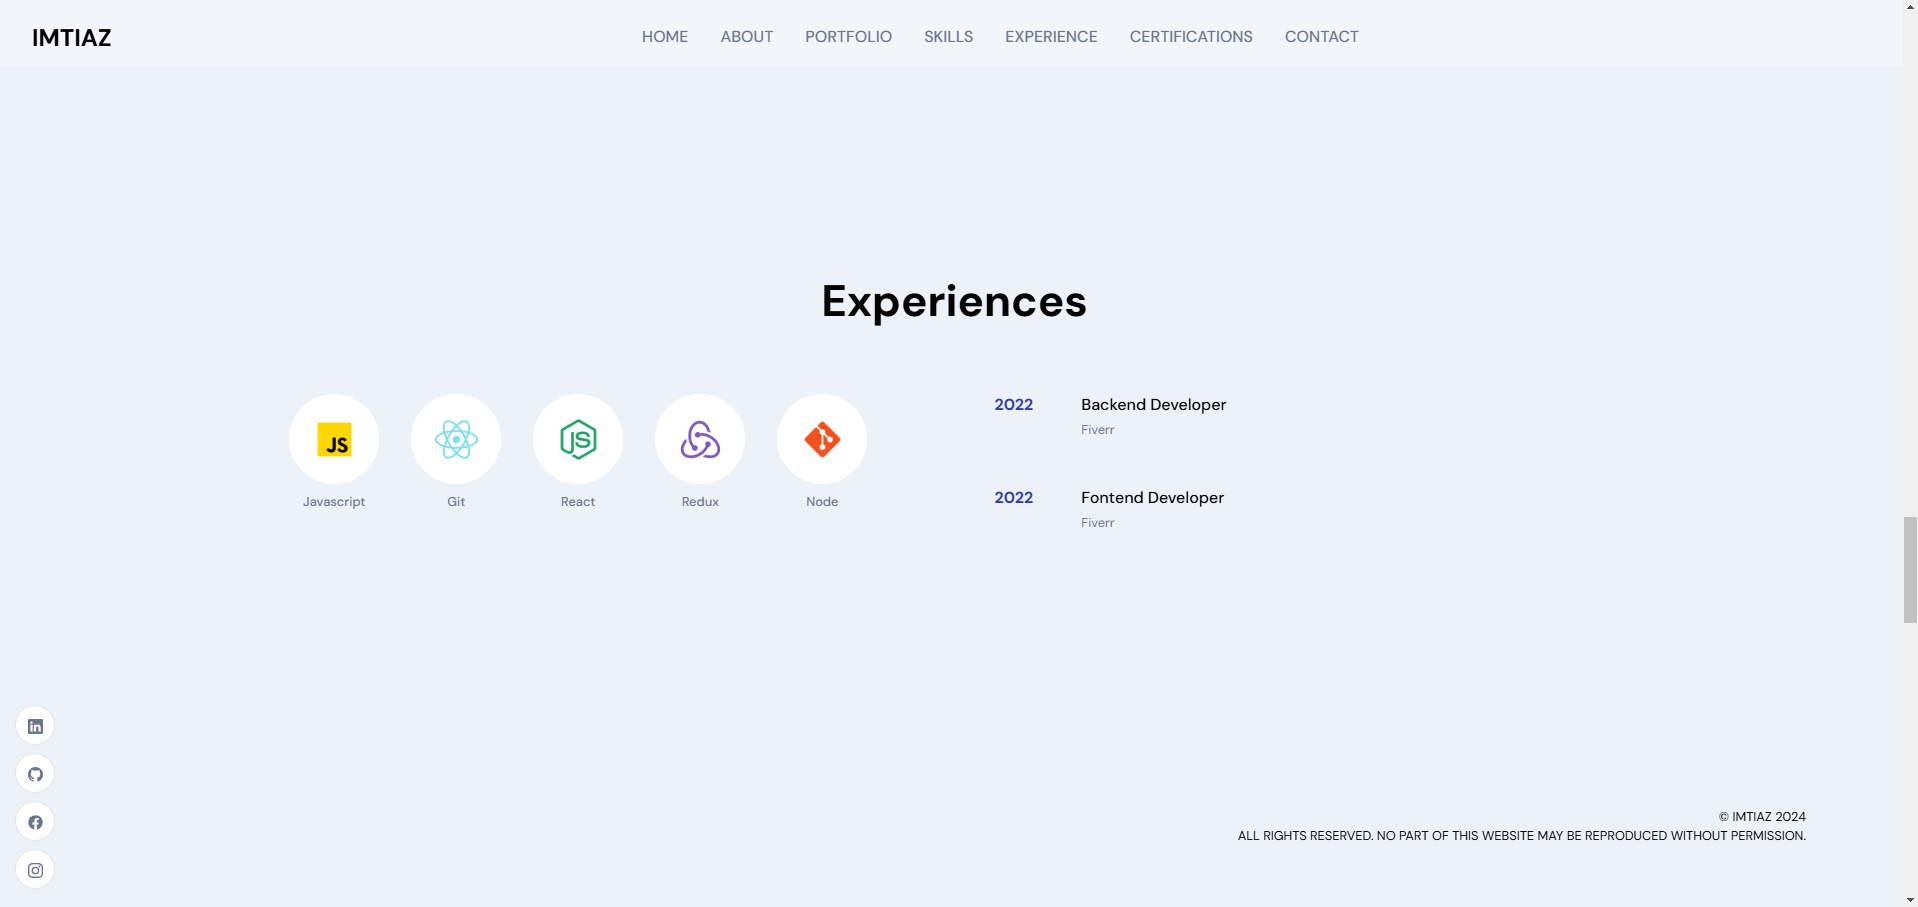 IMTIAZ
HOME ABOUT PORTFOLIO SKILLS EXPERIENCE CERTIFICATIONS CONTACT
Experiences
JS JS
Javascript Git React Redux Node
2022 Backend Developer
Fiverr
2022 Fontend Developer
Fiverr
in
© IMTIAZ 2024
ALL RIGHTS RESERVED. NO PART OF THIS WEBSITE MAY BE REPRODUCED WITHOUT PERMISSION.